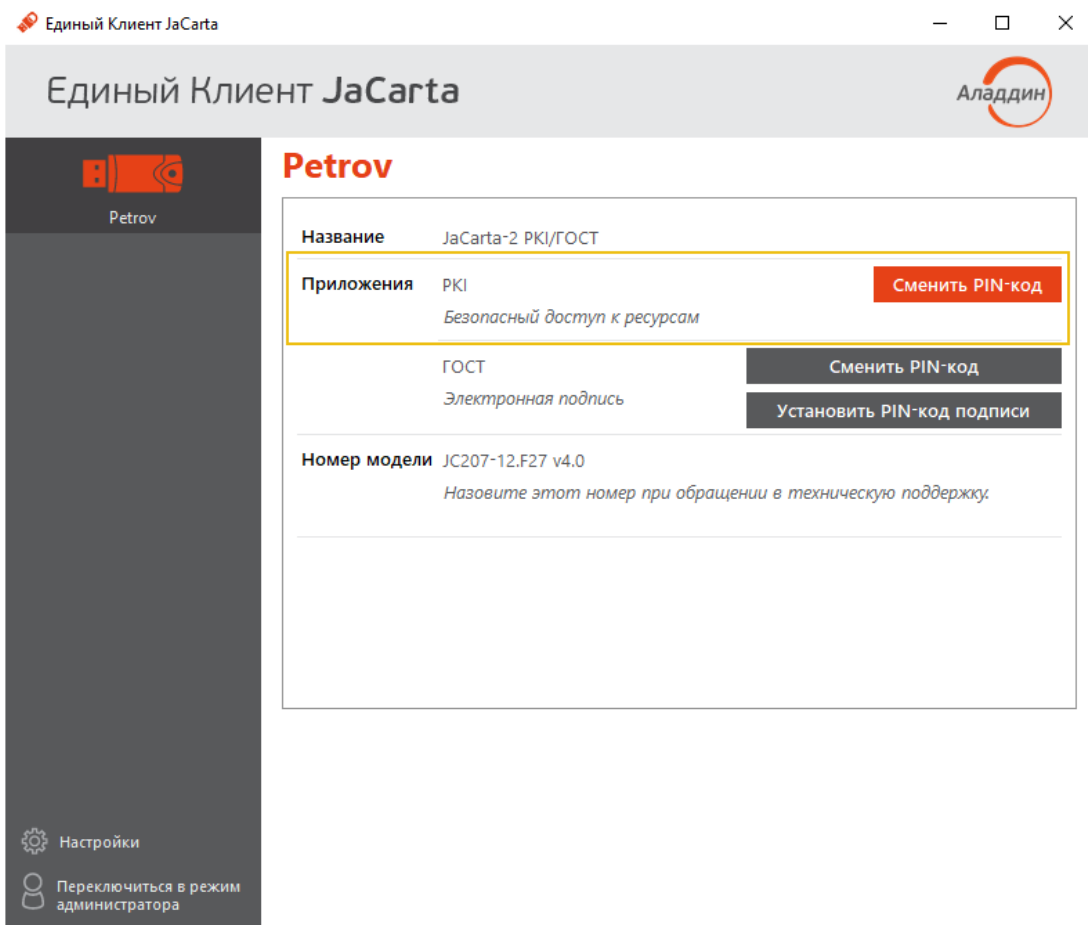 Единый Клиент JaCarta
Единый Клиент JaCarta
Аладдин
Petrov
Petrov
Название JaCarta-2 PKI/ГОСТ
Приложения PKI Сменить PIN-код
Безопасный доступ к ресурсам
ГОСТ Сменить PIN-код
Электронная подпись Установить PIN-код подписи
Номер модели JC207-12.F27 v4.0
Назовите этот номер при обращении в техническую поддержку.
Настройки
Переключиться в режим
администратора